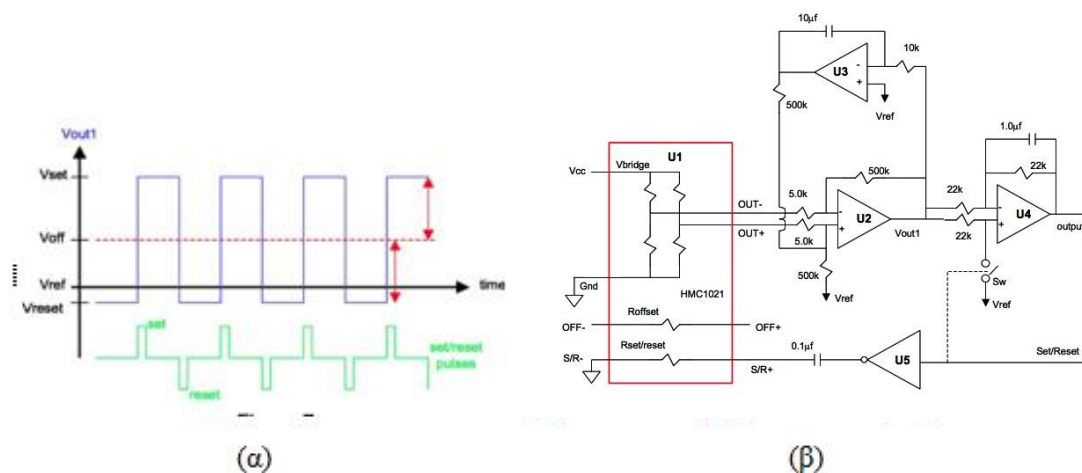 Vout1
Vset
Voff
Vref
Vreset
time
set
reset
set/reset
pulses
(α)
10µf
U3
-
+
10k
Vref
500k
1.0µf
22k
U1
Vcc
Vbridge
500k
OUT-
5.0k
-
U2
+
OUT+
5.0k
Vout1
22k
22k
-
U4
+
output
500k
Vref
Sw
Vref
Gnd
HMC1021
OFF-
Roffset
OFF+
S/R-
Rset/reset
S/R+
0.1µf
U5
Set/Reset
(β)